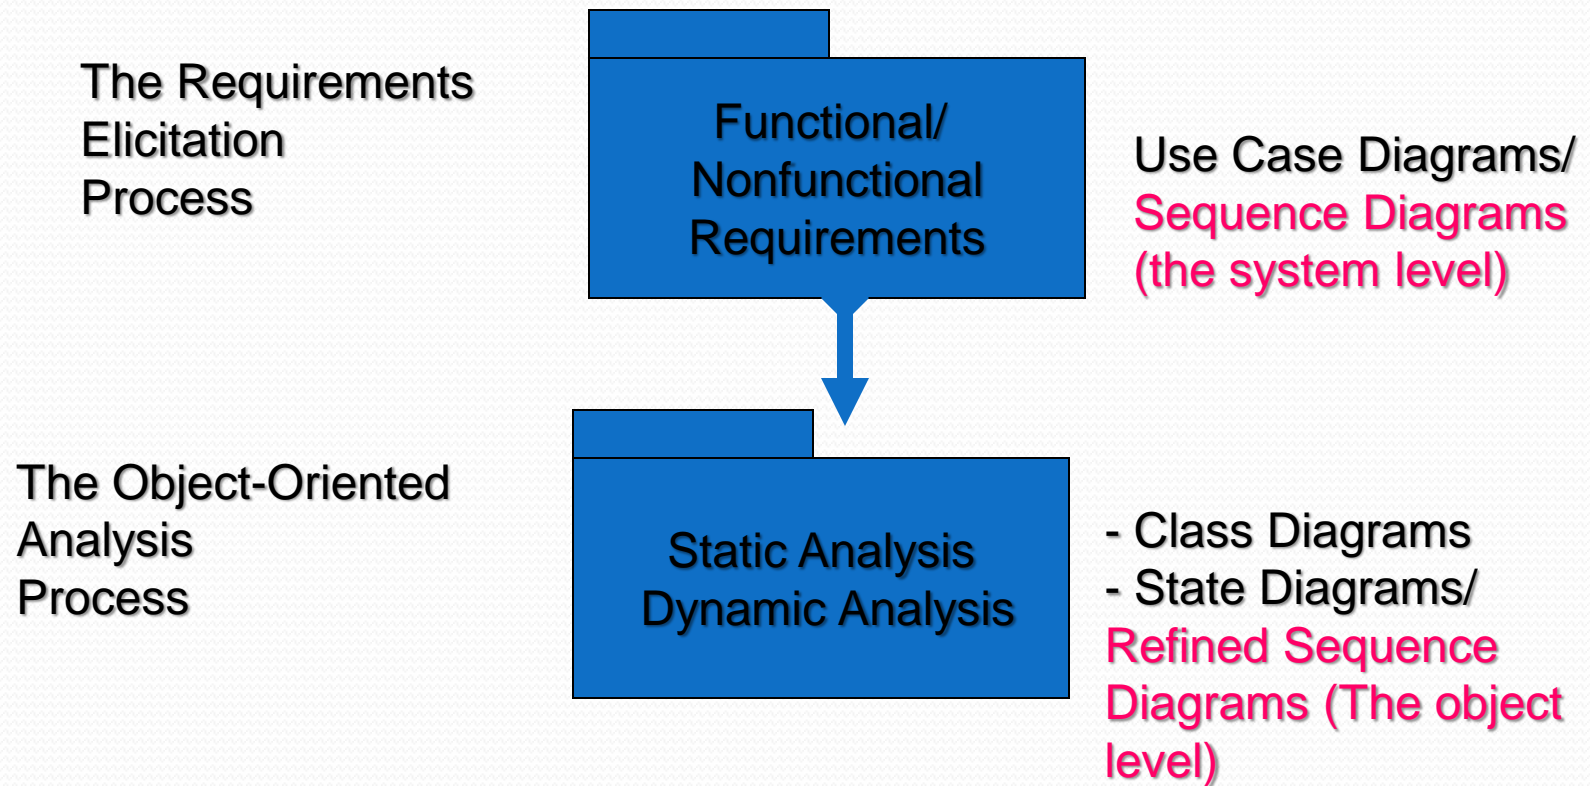 The Requirements
Elicitation
Process
Functional/
Nonfunctional
Requirements
Use Case Diagrams/
Sequence Diagrams
(the system level)
The Object-Oriented
Analysis
Process
Static Analysis
Dynamic Analysis
- Class Diagrams
- State Diagrams/
Refined Sequence
Diagrams (The object
level)